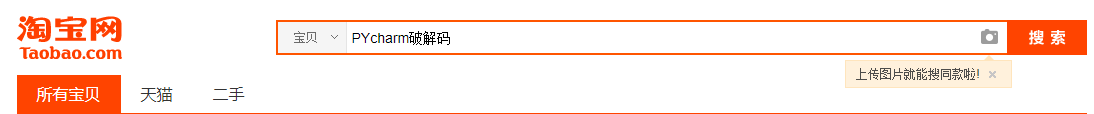 淘宝网
Taobao.com
宝贝 PYcharm破解码 搜索
上传图片就能搜同款啦! ×
所有宝贝 天猫 二手